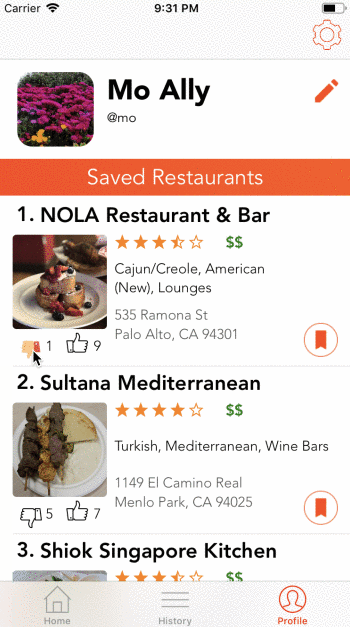 Carrier 9:31 PM
Mo Ally
@mo
Saved Restaurants
1. NOLA Restaurant & Bar
$$
Cajun/Creole, American
(New), Lounges
535 Ramona St
Palo Alto, CA 94301
1 9
2. Sultana Mediterranean
$$
Turkish, Mediterranean, Wine Bars
1149 El Camino Real
Menlo Park, CA 94025
5 7
3. Shiok Singapore Kitchen
$$
Home History Profile